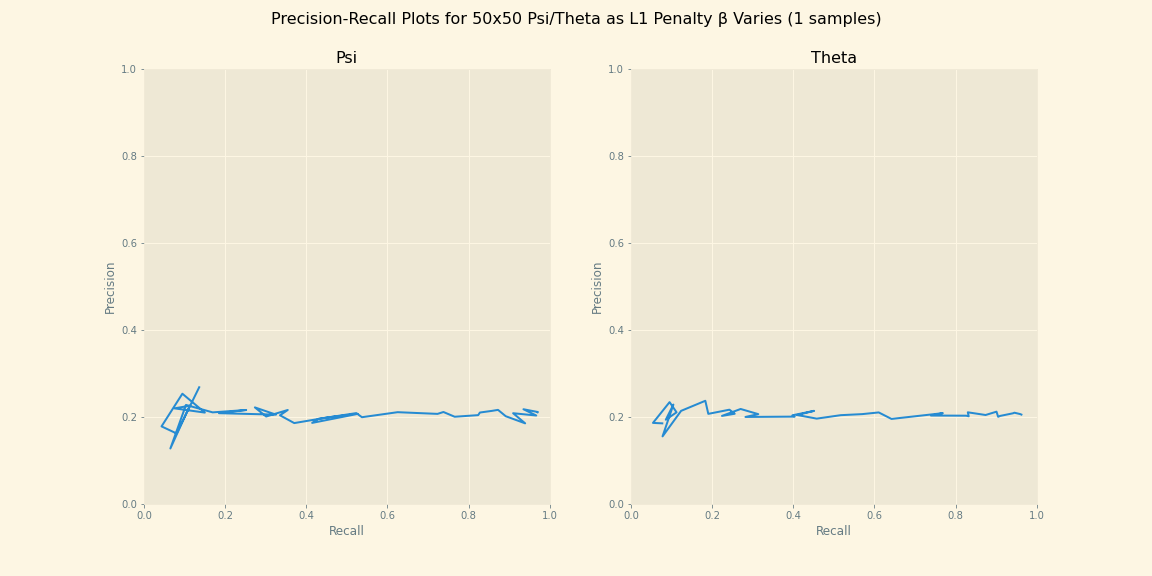 Precision-Recall Plots for 50x50 Psi/Theta as L1 Penalty β Varies (1 samples)
Psi
1.0
0.8
0.6
0.4
0.2
0.0
Precision
0.0 0.2 0.4 0.6 0.8 1.0
Recall
Theta
1.0
0.8
0.6
0.4
0.2
0.0
Precision
0.0 0.2 0.4 0.6 0.8 1.0
Recall